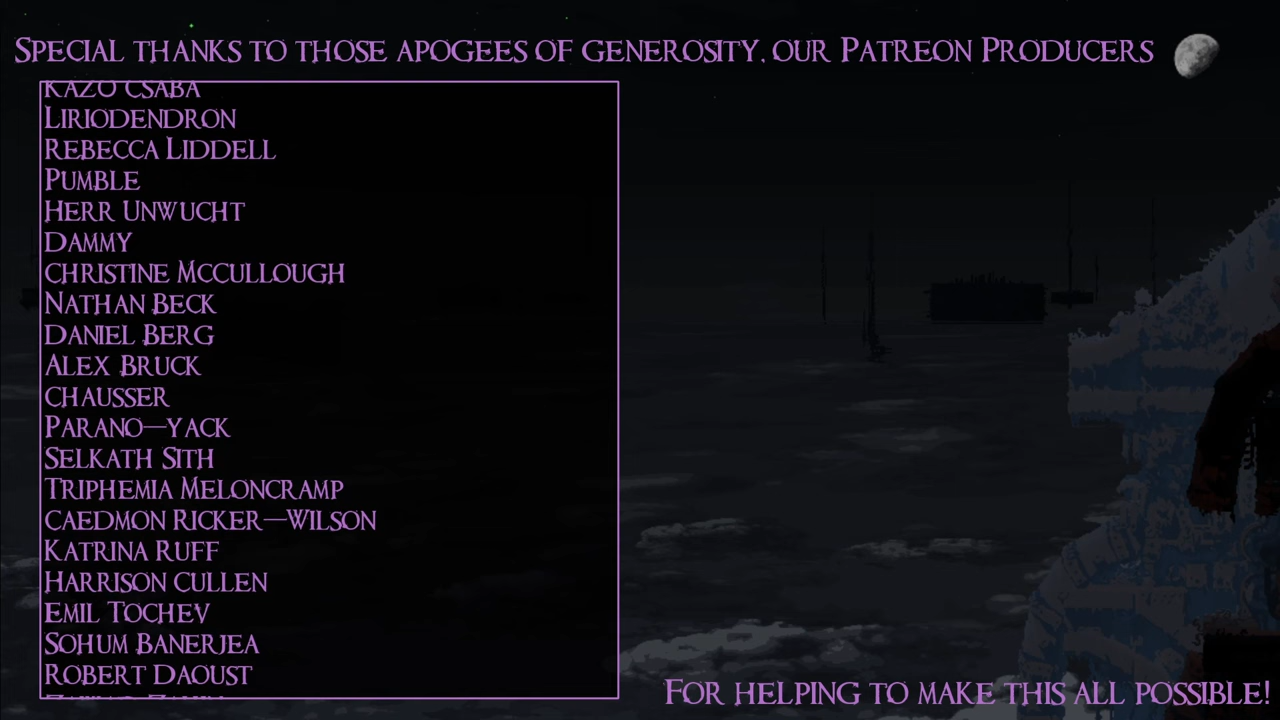 Special thanks to those apogees of generosity, our Patreon Producers
Kazo Csaba
Liriodendron
Rebecca Liddell
Pumble
Herr Unwucht
Dammy
christine McCullough
Nathan Beck
Daniel Berg
Alex Bruck
chausser
Parano—yack
Selkath Sith
Triphemia Meloncramp
caedmon Ricker—Wilson
Katrina Ruff
Harrison cullen
Emil Tochev
Sohum Banerjea
Robert Daoust
For helping to make this all possible!